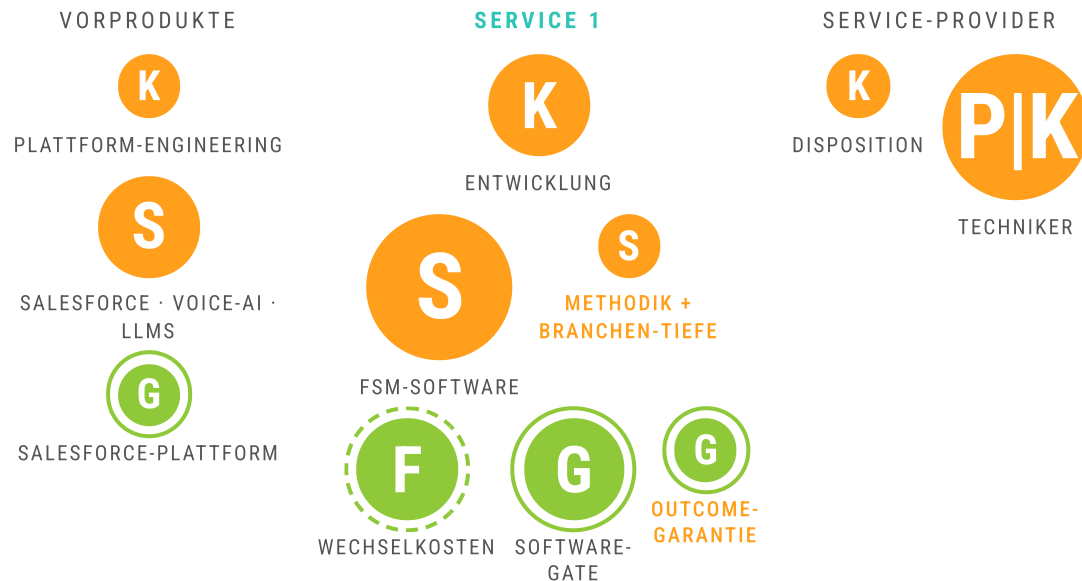 VORPRODUKTE
K
PLATTFORM-ENGINEERING
S
SALESFORCE · VOICE-AI ·
LLMS
G
SALESFORCE-PLATTFORM
SERVICE 1
K
ENTWICKLUNG
S
FSM-SOFTWARE
S
METHODIK +
BRANCHEN-TIEFE
F
WECHSELKOSTEN
G
SOFTWARE-
GATE
G
OUTCOME-
GARANTIE
SERVICE-PROVIDER
K
DISPOSITION
P|K
TECHNIKER